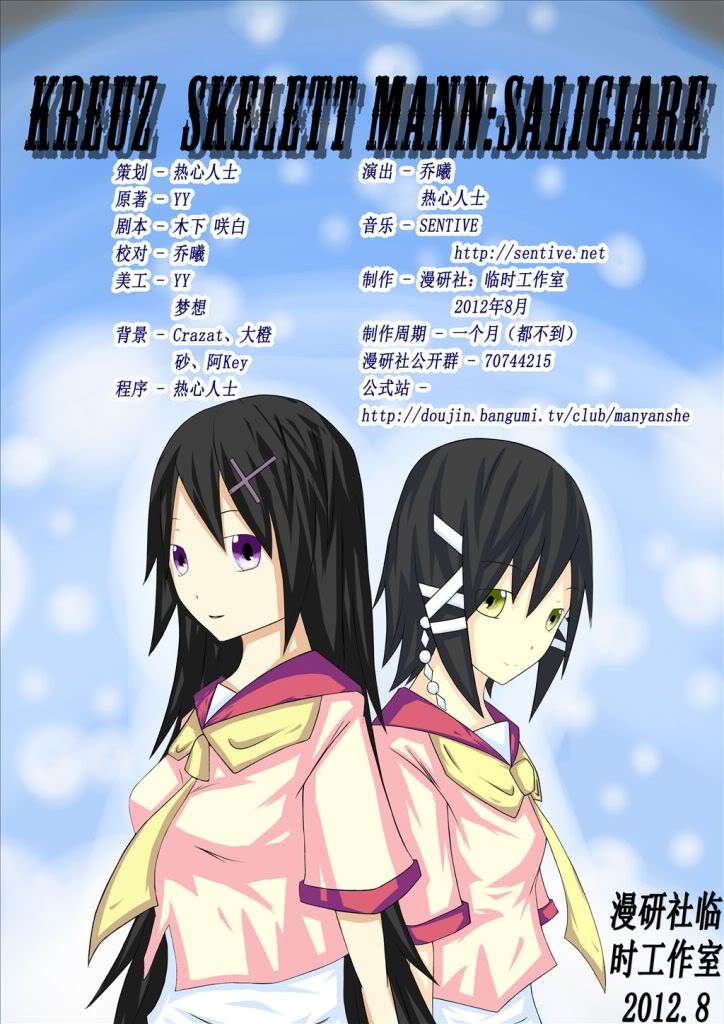 KREUZ SKELETT MANN:SALIGIARE
策划 - 热心人士
原著 - YY
剧本 - 木下 咲白
校对 - 乔曦
美工 - YY
梦想
背景 - Crazat、大橙
砂、阿Key
程序 - 热心人士
演出 - 乔曦
热心人士
音乐 - SENTIVE
http://sentive.net
制作 - 漫研社: 临时工作室
2012年8月
制作周期 - 一个月（都不到）
漫研社公开群 - 70744215
公式站 -
http://doujin.bangumi.tv/club/manyanshe
漫研社临
时工作室
2012.8